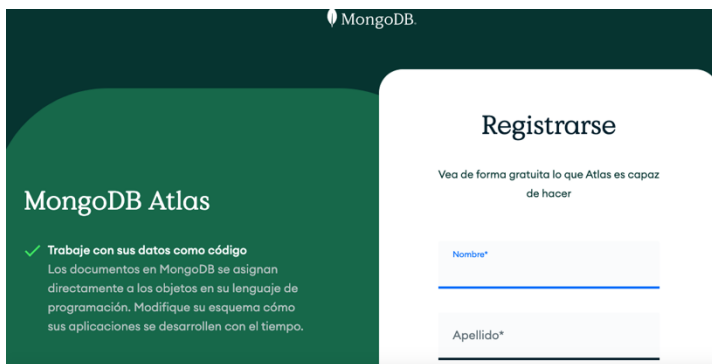 MongoDB.
MongoDB Atlas
Trabaje con sus datos como código
Los documentos en MongoDB se asignan
directamente a los objetos en su lenguaje de
programación. Modifique su esquema cómo
sus aplicaciones se desarrollen con el tiempo.
Registrarse
Vea de forma gratuita lo que Atlas es capaz
de hacer
Nombre*
Apellido*